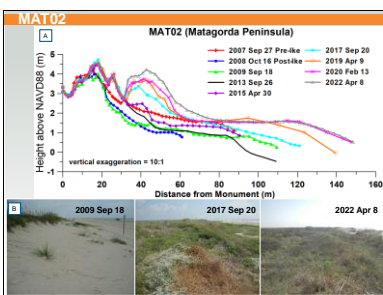 MAT02
A
MAT02 (Matagorda Peninsula)
2007 Sep 27 Pre-Ike
2008 Oct 16 Post-Ike
2009 Sep 18
2013 Sep 26
2015 Apr 30
2017 Sep 20
2019 Apr 9
2020 Feb 13
2022 Apr 8
Height above NAVD88 (m)
5
4
3
2
1
0
-1
-2
vertical exaggeration = 10:1
0 20 40 60 80 100 120 140 160
Distance from Monument (m)
B
2009 Sep 18
2017 Sep 20
2022 Apr 8